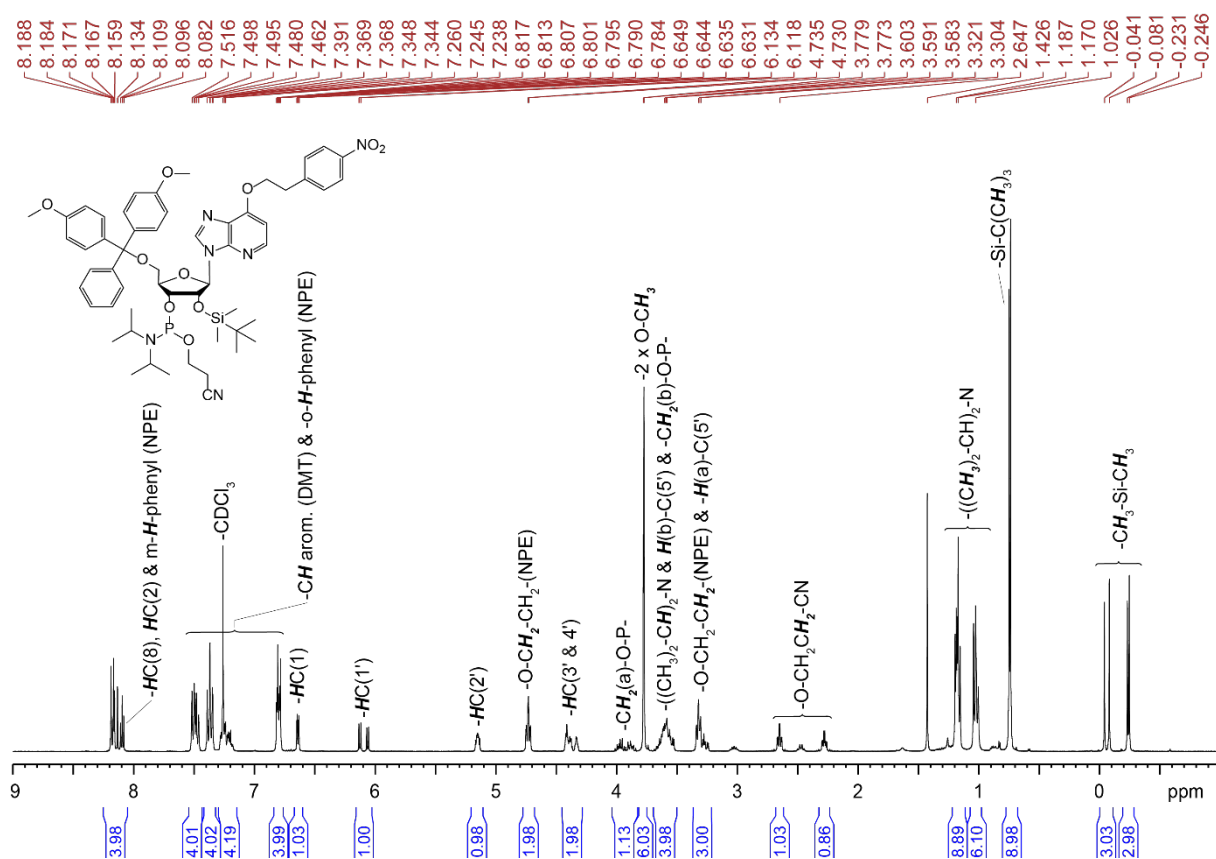 8.188
8.184
8.171
8.167
8.159
8.134
8.109
8.096
8.082
7.516
7.498
7.495
7.480
7.462
7.391
7.369
7.368
7.348
7.344
7.260
7.245
7.238
6.817
6.813
6.807
6.801
6.795
6.790
6.784
6.649
6.644
6.635
6.631
6.134
6.118
4.735
4.730
3.779
3.773
3.603
3.591
3.583
3.321
3.304
2.647
1.426
1.187
1.170
1.026
-0.041
-0.081
-0.231
-0.246
NO2
O
O
O
N
N
N
O
O
O
O
Si
P
N
O
CN
-HC(8), HC(2) & m-H-phenyl (NPE)
-CDCl3
-CH arom. (DMT) & -o-H-phenyl (NPE)
-HC(1)
-HC(1')
-HC(2')
-O-CH2-CH2-(NPE)
-HC(3' & 4')
-CH2(a)-O-P-
-2 x O-CH3
-((CH3)2-CH)2-N & H(b)-C(5') & -CH2(b)-O-P-
-O-CH2-CH2-(NPE) & -H(a)-C(5')
-O-CH2CH2-CN
-((CH3)2-CH)2-N
-Si-C(CH3)3
-CH3-Si-CH3
9 8 7 6 5 4 3 2 1 0 ppm
3.98
4.01
4.02
4.19
3.99
1.03
1.00
0.98
1.98
1.98
1.13
6.03
3.98
3.00
1.03
0.86
8.89
6.10
8.98
3.03
2.98